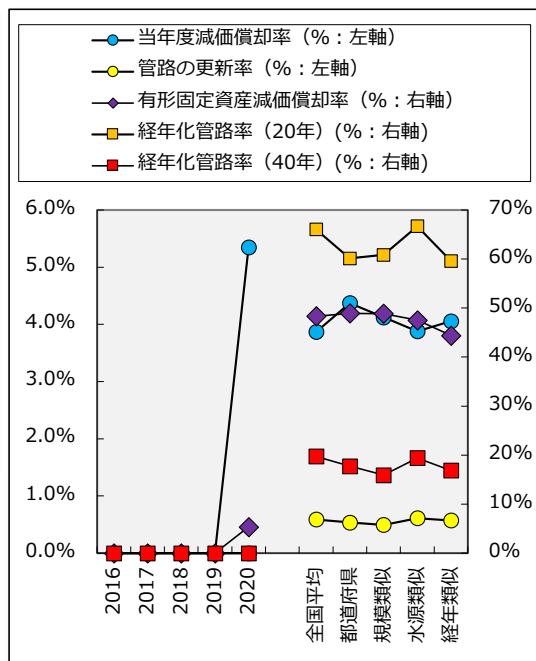 当年度減価償却率（%：左軸）
管路の更新率（%：左軸）
有形固定資産減価償却率（%：右軸）
経年化管路率（20年）(%：右軸)
経年化管路率（40年）(%：右軸)
6.0%
5.0%
4.0%
3.0%
2.0%
1.0%
0.0%
70%
60%
50%
40%
30%
20%
10%
0%
2016
2017
2018
2019
2020
全国平均
都道府県
規模類似
水源類似
経年類似